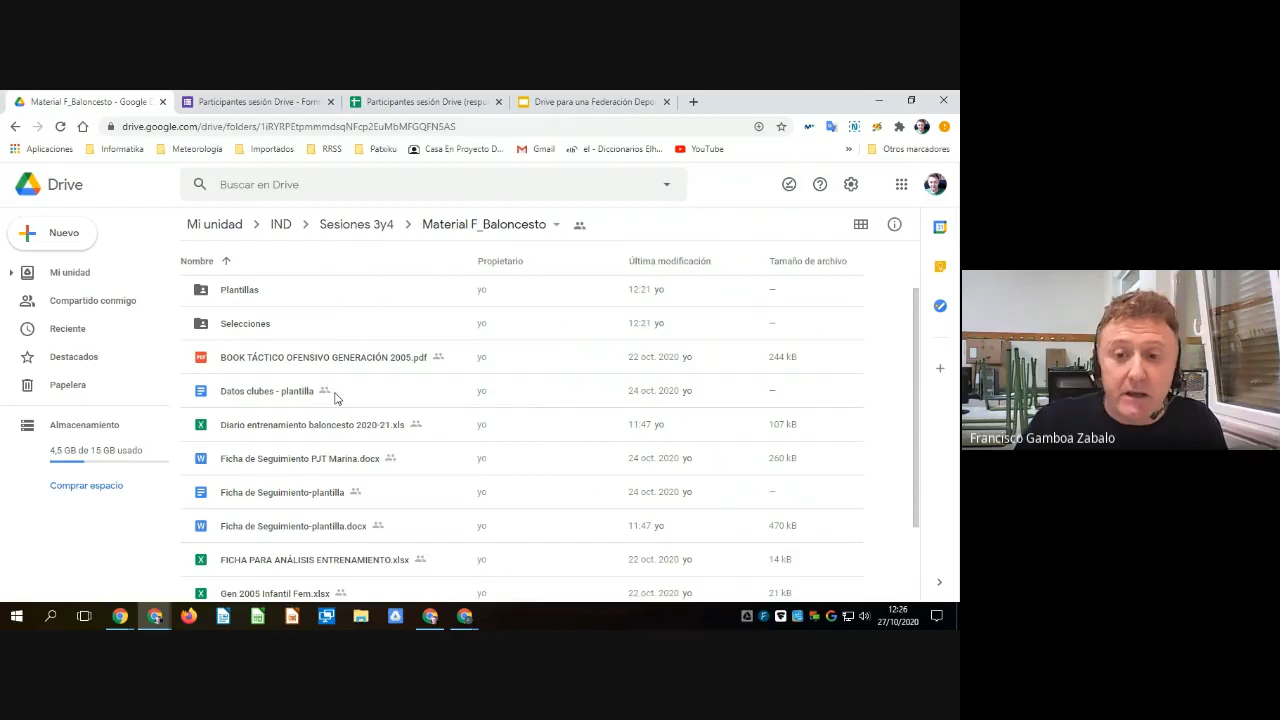 Material F_Baloncesto - Google D
Participantes sesión Drive - Form
Participantes sesión Drive (respu
Drive para una Federación Depo
drive.google.com/drive/folders/1iRYRPEtpmmmdsqNFcp2EuMbMFGQFN5AS
Aplicaciones
Informatika
Meteorología
Importados
RRSS
Patxiku
Casa En Proyecto D...
Gmail
el - Diccionarios Elh...
YouTube
»
Otros marcadores
Drive
Buscar en Drive
Nuevo
Mi unidad
Compartido conmigo
Reciente
Destacados
Papelera
Almacenamiento
4,5 GB de 15 GB usado
Comprar espacio
Mi unidad > IND > Sesiones 3y4 > Material F_Baloncesto
Nombre Propietario Última modificación Tamaño de archivo
Plantillas yo 12:21 yo —
Selecciones yo 12:21 yo —
BOOK TÁCTICO OFENSIVO GENERACIÓN 2005.pdf yo 22 oct. 2020 yo 244 kB
Datos clubes - plantilla yo 24 oct. 2020 yo —
Diario entrenamiento baloncesto 2020-21.xls yo 11:47 yo 107 kB
Ficha de Seguimiento PJT Marina.docx yo 24 oct. 2020 yo 260 kB
Ficha de Seguimiento-plantilla yo 24 oct. 2020 yo —
Ficha de Seguimiento-plantilla.docx yo 11:47 yo 470 kB
FICHA PARA ANÁLISIS ENTRENAMIENTO.xlsx yo 22 oct. 2020 yo 14 kB
Gen 2005 Infantil Fem.xlsx yo 22 oct. 2020 yo 21 kB
12:26
27/10/2020
Francisco Gamboa Zabalo